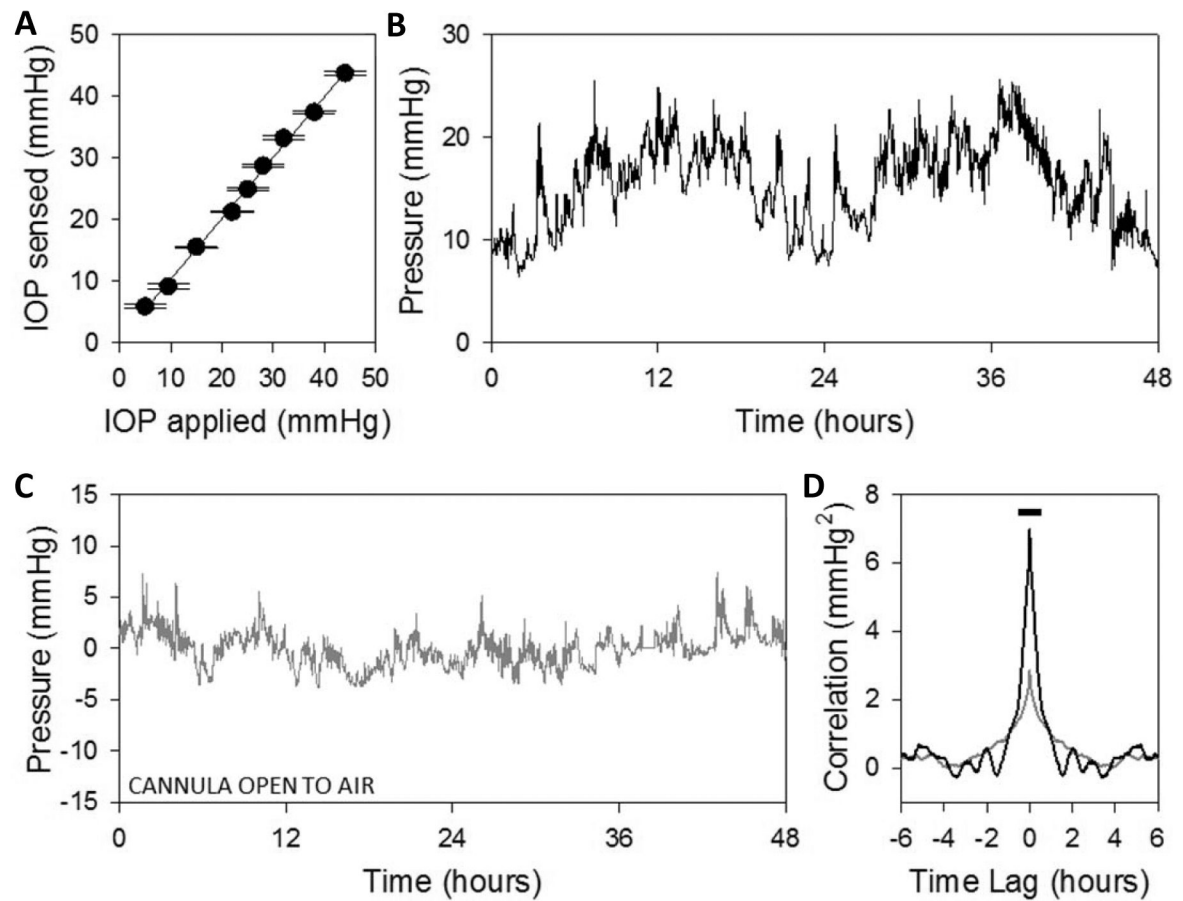 A
IOP sensed (mmHg)
50
40
30
20
10
0
0 10 20 30 40 50
IOP applied (mmHg)
B
Pressure (mmHg)
30
20
10
0
0 12 24 36 48
Time (hours)
C
Pressure (mmHg)
15
10
5
0
-5
-10
-15
CANNULA OPEN TO AIR
0 12 24 36 48
Time (hours)
D
Correlation (mmHg²)
8
6
4
2
0
-6 -4 -2 0 2 4 6
Time Lag (hours)